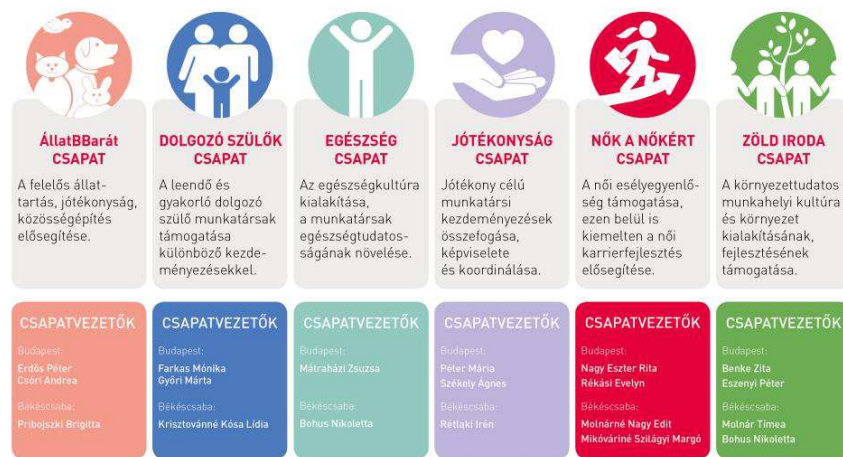 ÁllatBBarát
CSAPAT
A felelős állat-
tartás, jótékonyság,
közösségépítés
elősegítése.
DOLGOZÓ SZÜLŐK
CSAPAT
A leendő és
gyakorló dolgozó
szülő munkatársak
támogatása
különböző kezde-
ményezésekkel.
EGÉSZSÉG
CSAPAT
Az egészségkultúra
kialakítása,
a munkatársak
egészségtudatos-
ságának növelése.
JÓTÉKONYSÁG
CSAPAT
Jótékony célú
munkatársi
kezdeményezések
összefogása,
képviselete
és koordinálása.
NŐK A NŐKÉRT
CSAPAT
A női esélyegyenlő-
ség támogatása,
ezen belül is
kiemelten a női
karrierfejlesztés
elősegítése.
ZÖLD IRODA
CSAPAT
A környezettudatos
munkahelyi kultúra
és környezet
kialakításának,
fejlesztésének
támogatása.
CSAPATVEZETŐK
Budapest:
Erdős Péter
Csóri Andrea
Békéscsaba:
Pribojszki Brigitta
CSAPATVEZETŐK
Budapest:
Farkas Mónika
Győri Márta
Békéscsaba:
Krisztovánné Kósa Lídia
CSAPATVEZETŐK
Budapest:
Mátraházi Zsuzsa
Békéscsaba:
Bohus Nikoletta
CSAPATVEZETŐK
Budapest:
Péter Mária
Székely Ágnes
Békéscsaba:
Rétlaki Irén
CSAPATVEZETŐK
Budapest:
Nagy Eszter Rita
Rékási Evelyn
Békéscsaba:
Molnárné Nagy Edit
Mikóváriné Szilágyi Margó
CSAPATVEZETŐK
Budapest:
Benke Zita
Eszenyi Péter
Békéscsaba:
Molnár Tímea
Bohus Nikoletta